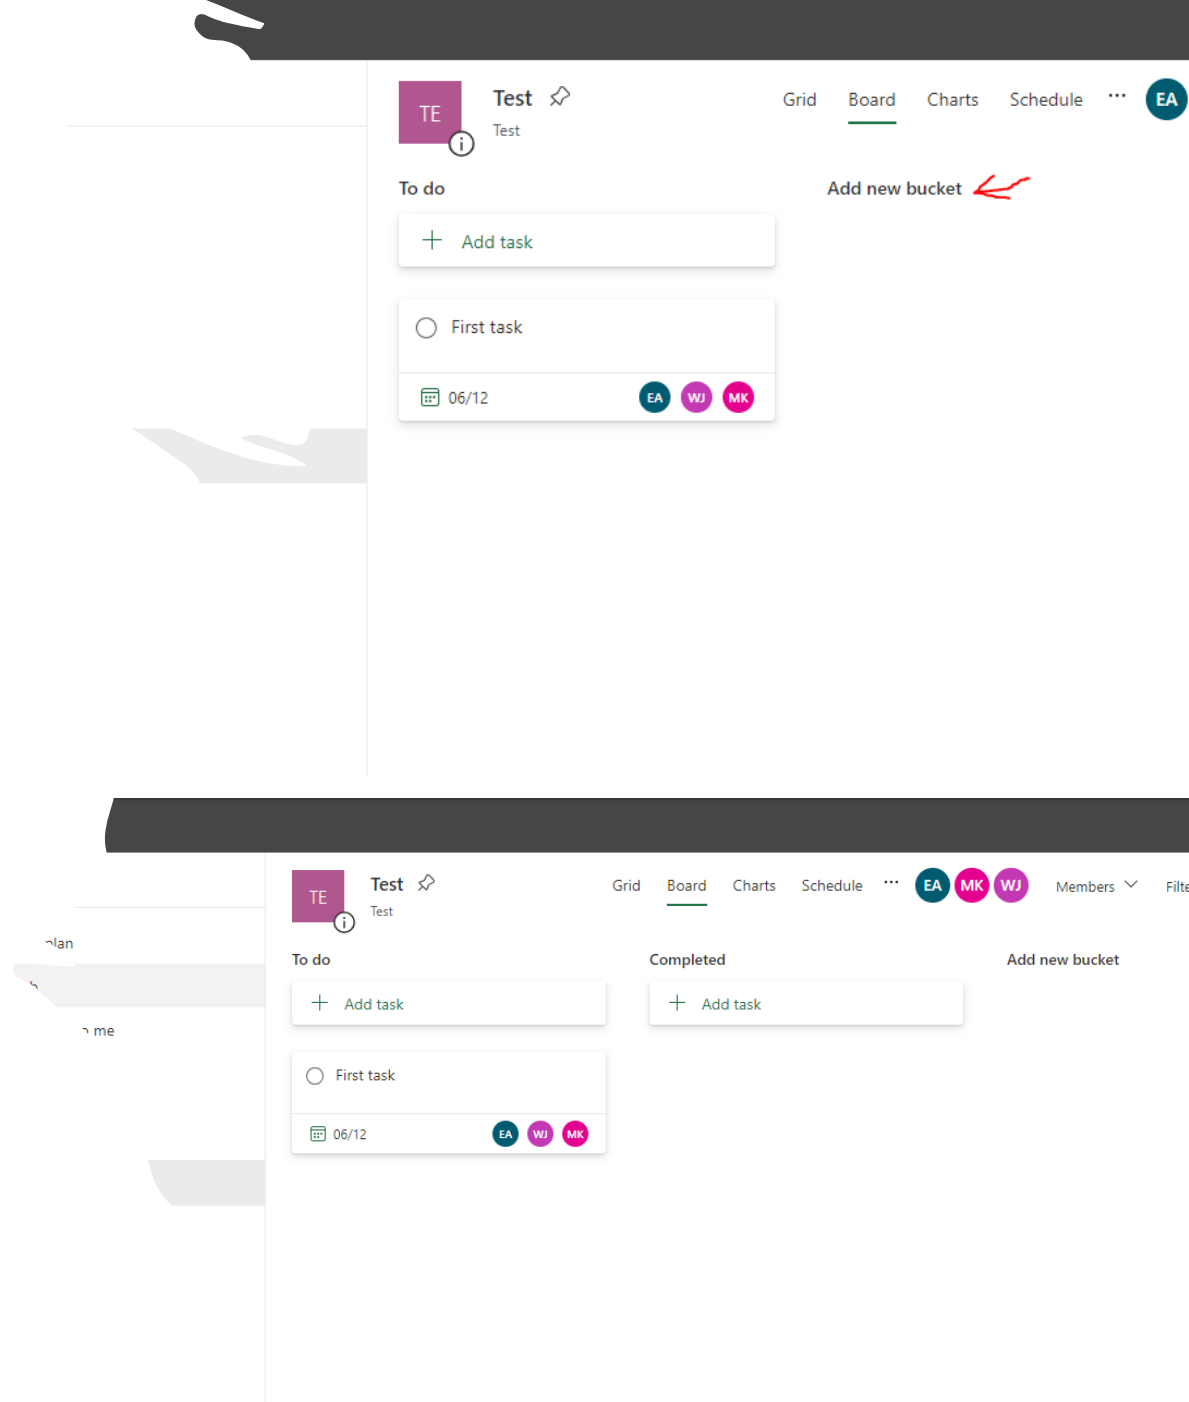 TE
Test
Test
Grid Board Charts Schedule ... EA
To do
Add new bucket
+ Add task
First task
06/12
EA WJ MK
TE
Test
Test
Grid Board Charts Schedule ... EA MK WJ Members
plan
me
To do
Completed
Add new bucket
+ Add task
+ Add task
First task
06/12
EA WJ MK